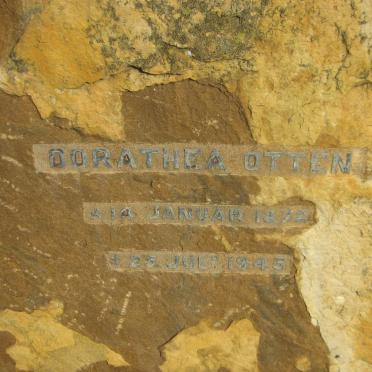 DORATHEA OTTEN
* 14 JANUAR 1872
† 25 JULI 1945